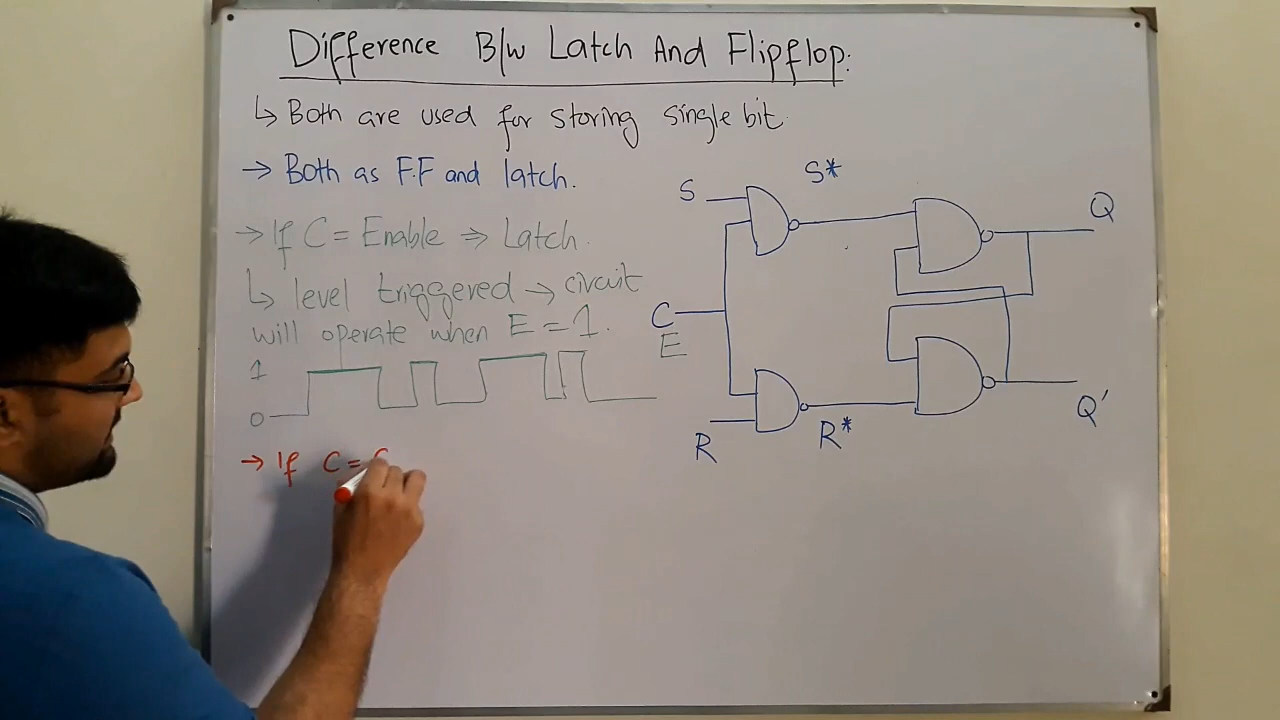 Difference B/w Latch And Flipflop:
↳ Both are used for storing single bit.
→ Both as F.F and latch.
→ If C = Enable ⇒ Latch.
↳ level triggered → circuit
will operate when E = 1.
1
0
→ If C =
S
S*
Q
C
E
R
R*
Q'